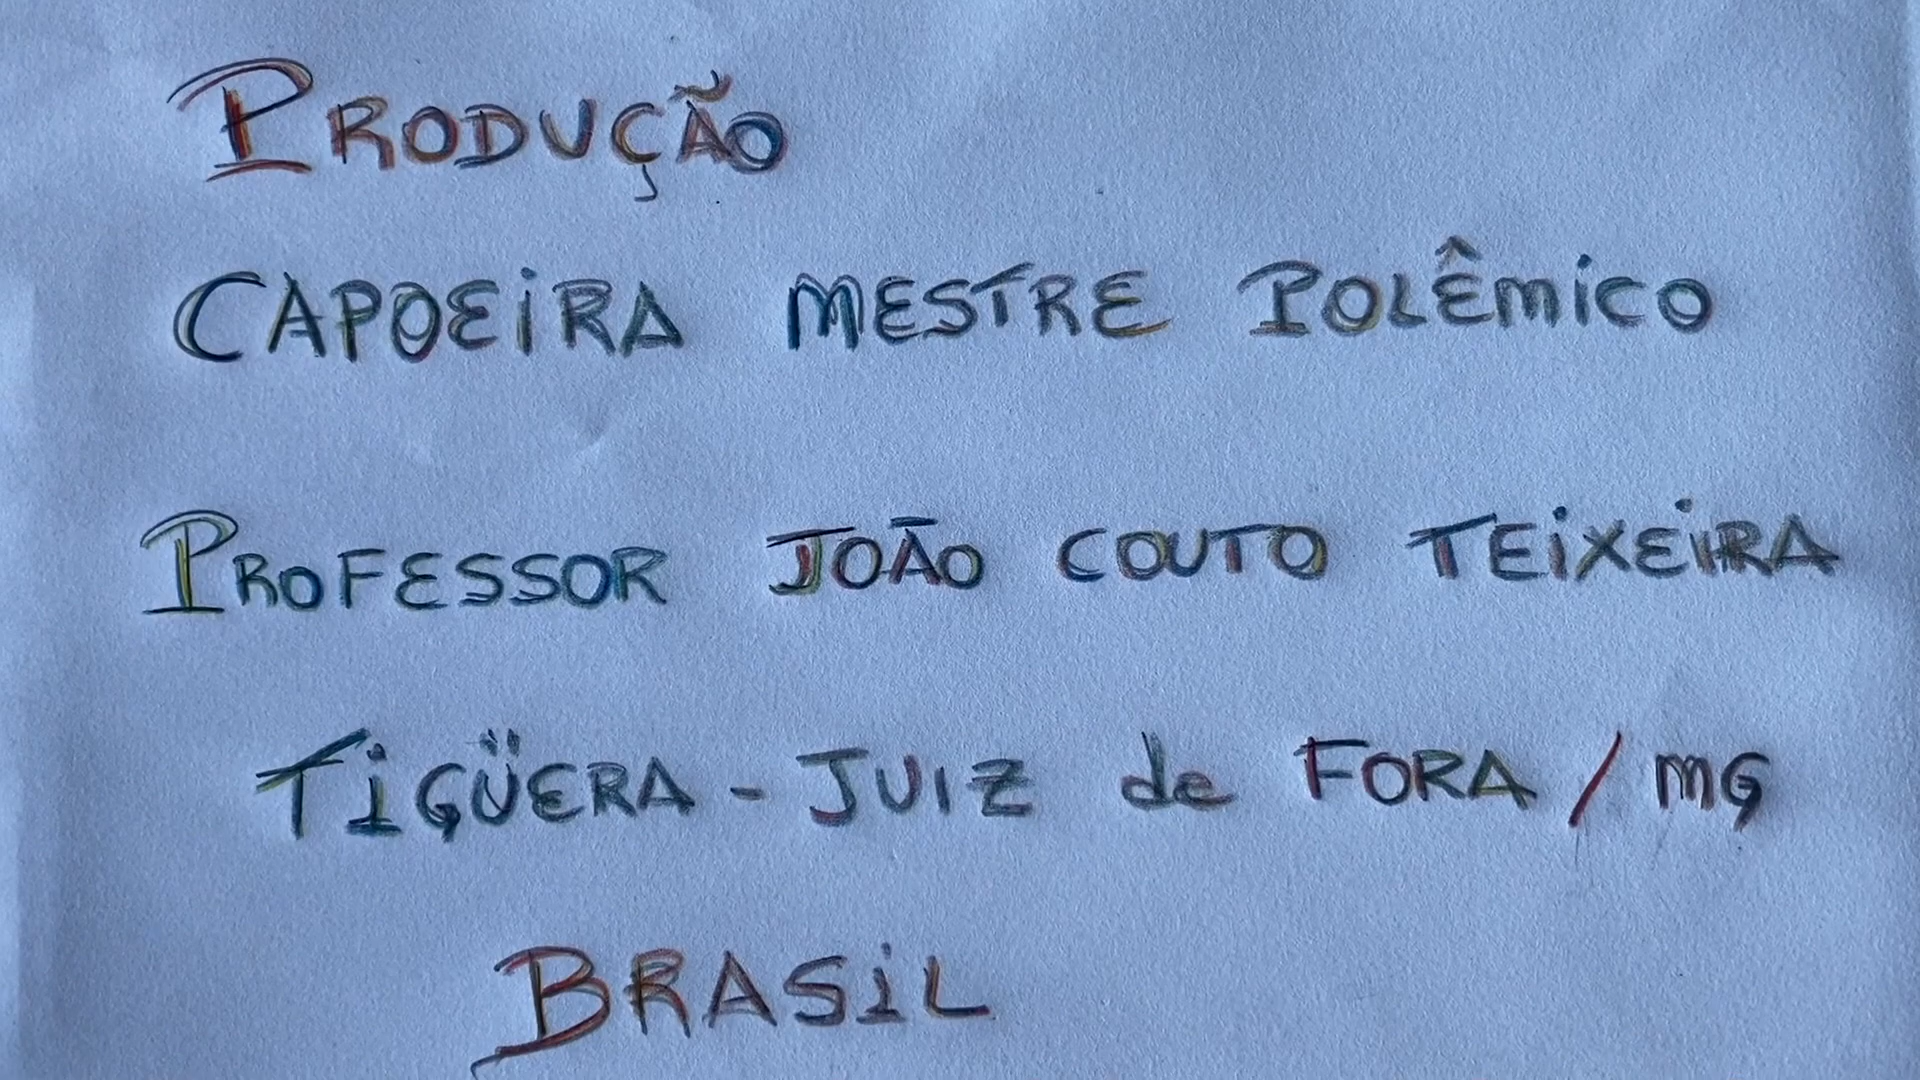 PRODUÇÃO
CAPOEIRA MESTRE POLÊMICO
PROFESSOR JOÃO COUTO TEIXEIRA
TIGÜERA - JUIZ de FORA / MG
BRASIL